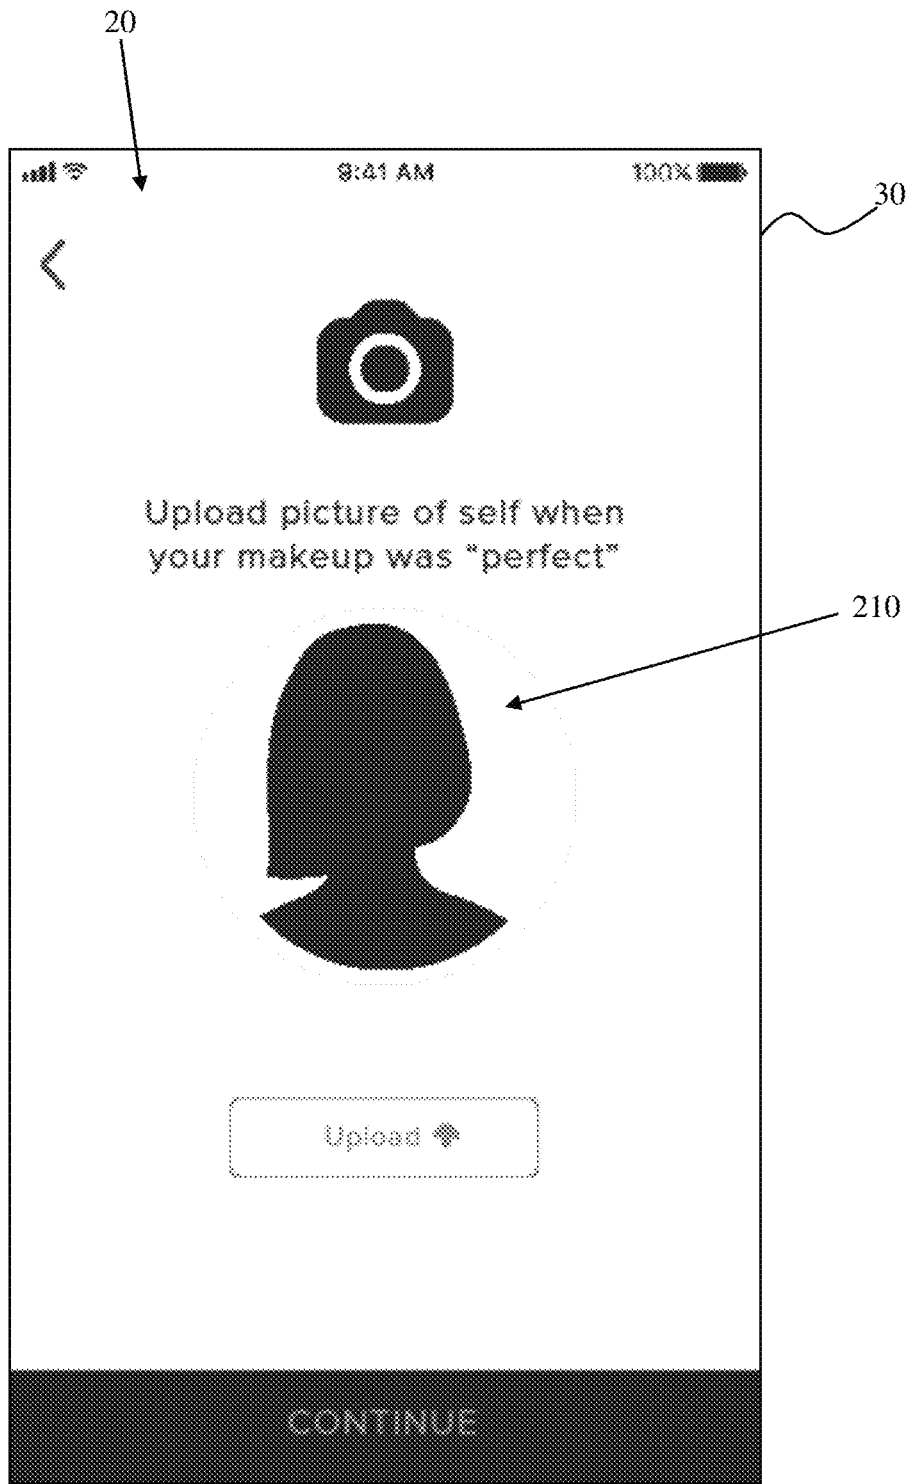 20
9:41 AM
100%
30
Upload picture of self when
your makeup was “perfect”
210
Upload
CONTINUE